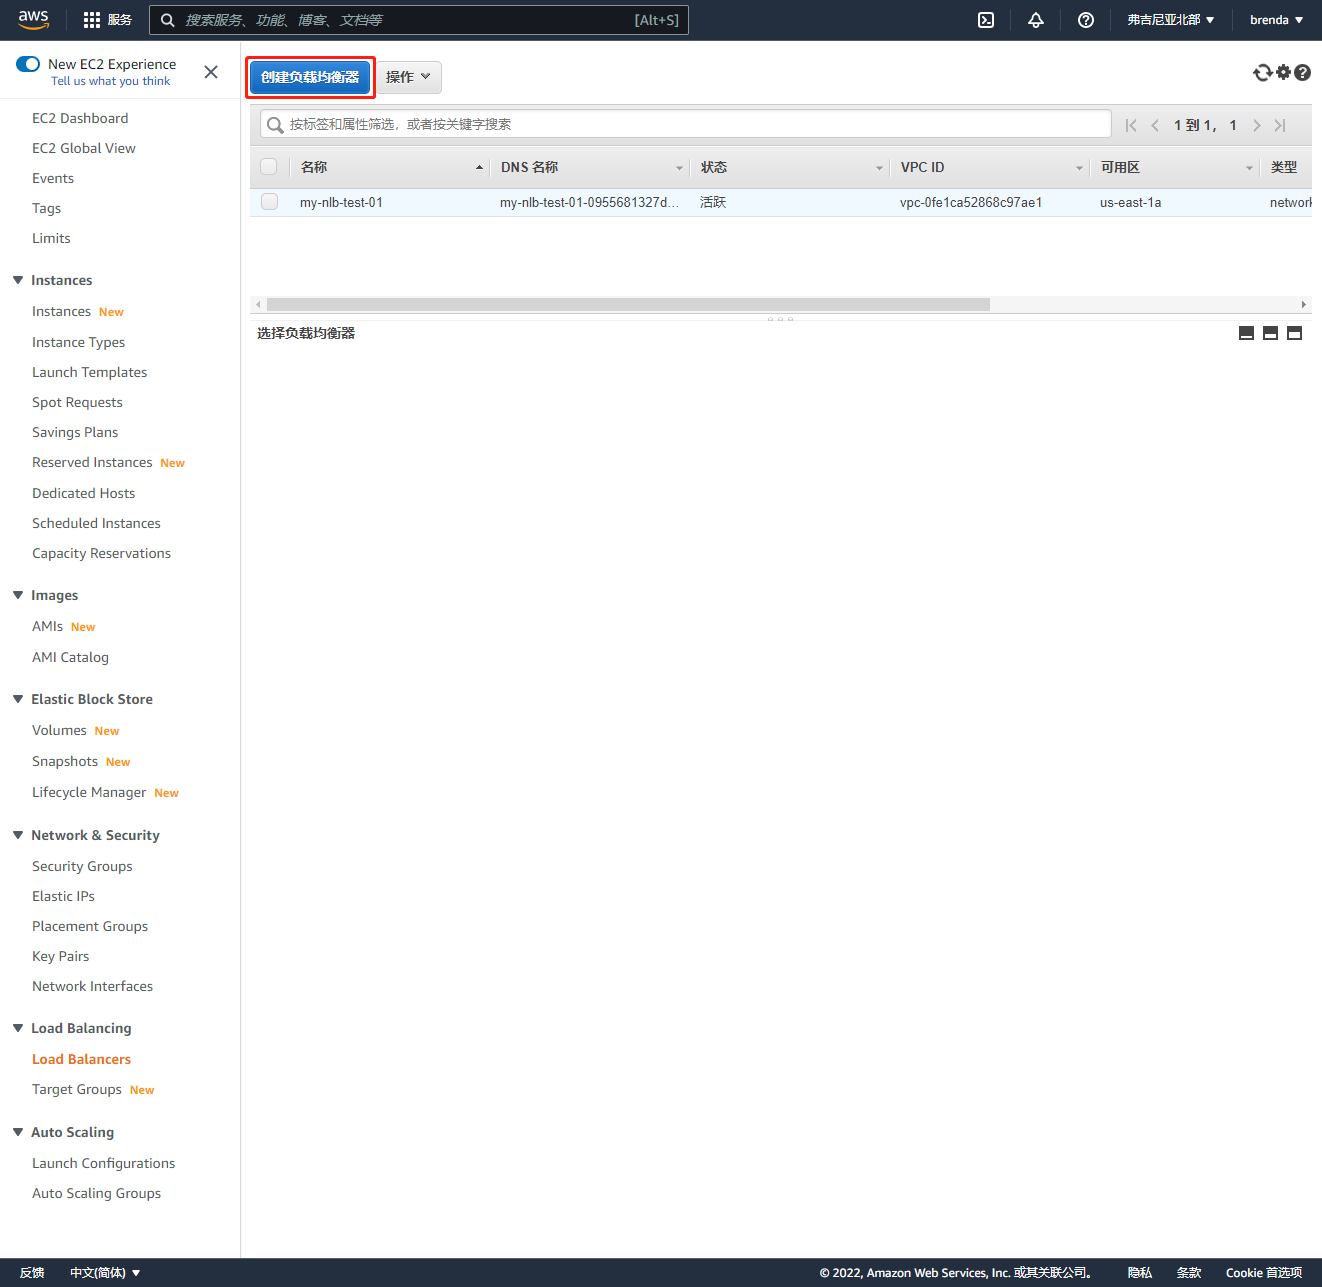 aws 服务 搜索服务、功能、博客、文档等 [Alt+S] 弗吉尼亚北部 brenda
New EC2 Experience
Tell us what you think
EC2 Dashboard
EC2 Global View
Events
Tags
Limits
Instances
Instances New
Instance Types
Launch Templates
Spot Requests
Savings Plans
Reserved Instances New
Dedicated Hosts
Scheduled Instances
Capacity Reservations
Images
AMIs New
AMI Catalog
Elastic Block Store
Volumes New
Snapshots New
Lifecycle Manager New
Network & Security
Security Groups
Elastic IPs
Placement Groups
Key Pairs
Network Interfaces
Load Balancing
Load Balancers
Target Groups New
Auto Scaling
Launch Configurations
Auto Scaling Groups
创建负载均衡器 操作
按标签和属性筛选，或者按关键字搜索 1 到 1， 1
名称 DNS 名称 状态 VPC ID 可用区 类型
my-nlb-test-01 my-nlb-test-01-0955681327d... 活跃 vpc-0fe1ca52868c97ae1 us-east-1a network
选择负载均衡器
反馈 中文(简体) © 2022, Amazon Web Services, Inc. 或其关联公司。 隐私 条款 Cookie 首选项